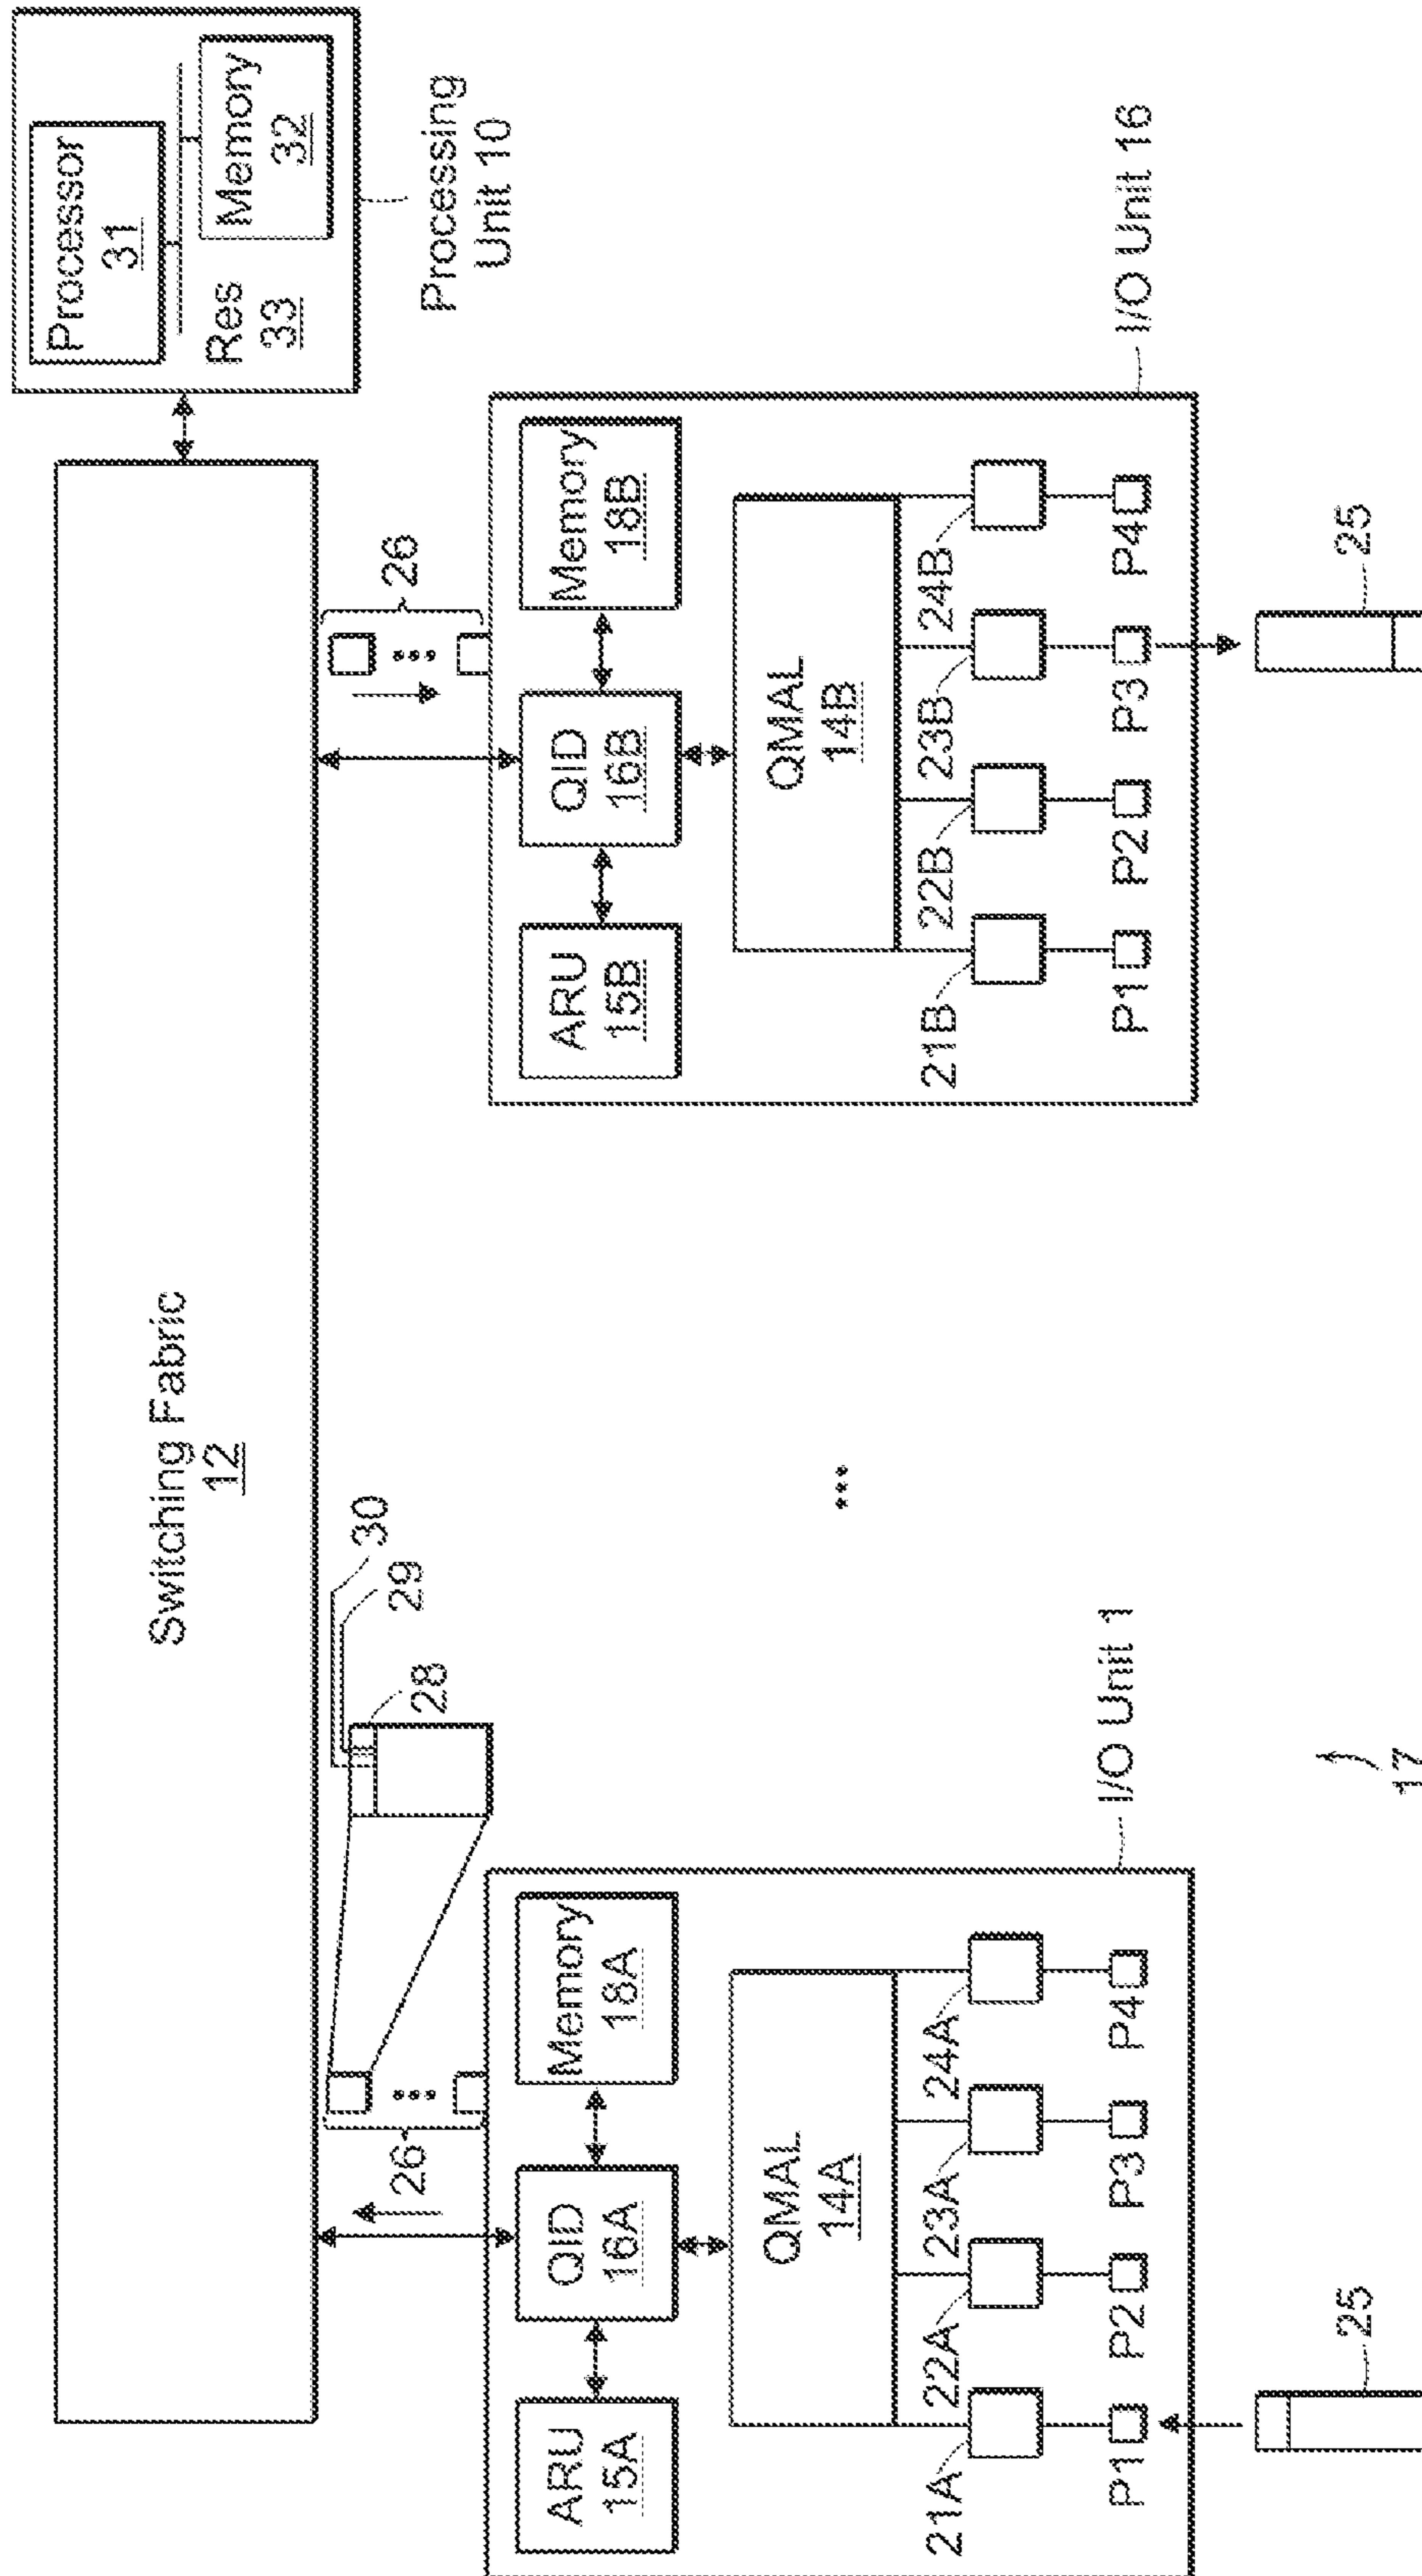 Switching Fabric
12
Processor
31
Memory
32
Res
33
Processing
Unit 10
26
30
29
28
26
ARU
15A
QID
16A
Memory
18A
QMAL
14A
21A
22A
23A
24A
P1
P2
P3
P4
I/O Unit 1
25
17
...
ARU
15B
QID
16B
Memory
18B
QMAL
14B
21B
22B
23B
24B
P1
P2
P3
P4
I/O Unit 16
25